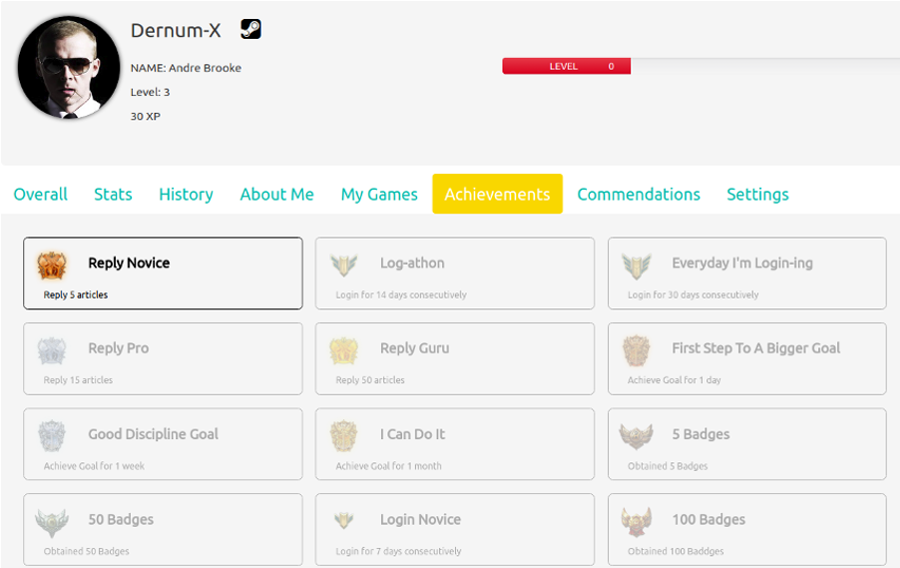 Dernum-X
NAME: Andre Brooke
Level: 3
30 XP
LEVEL 0
Overall Stats History About Me My Games Achievements Commendations Settings
Reply Novice
Reply 5 articles
Log-athon
Login for 14 days consecutively
Everyday I'm Login-ing
Login for 30 days consecutively
Reply Pro
Reply 15 articles
Reply Guru
Reply 50 articles
First Step To A Bigger Goal
Achieve Goal for 1 day
Good Discipline Goal
Achieve Goal for 1 week
I Can Do It
Achieve Goal for 1 month
5 Badges
Obtained 5 Badges
50 Badges
Obtained 50 Badges
Login Novice
Login for 7 days consecutively
100 Badges
Obtained 100 Baddges